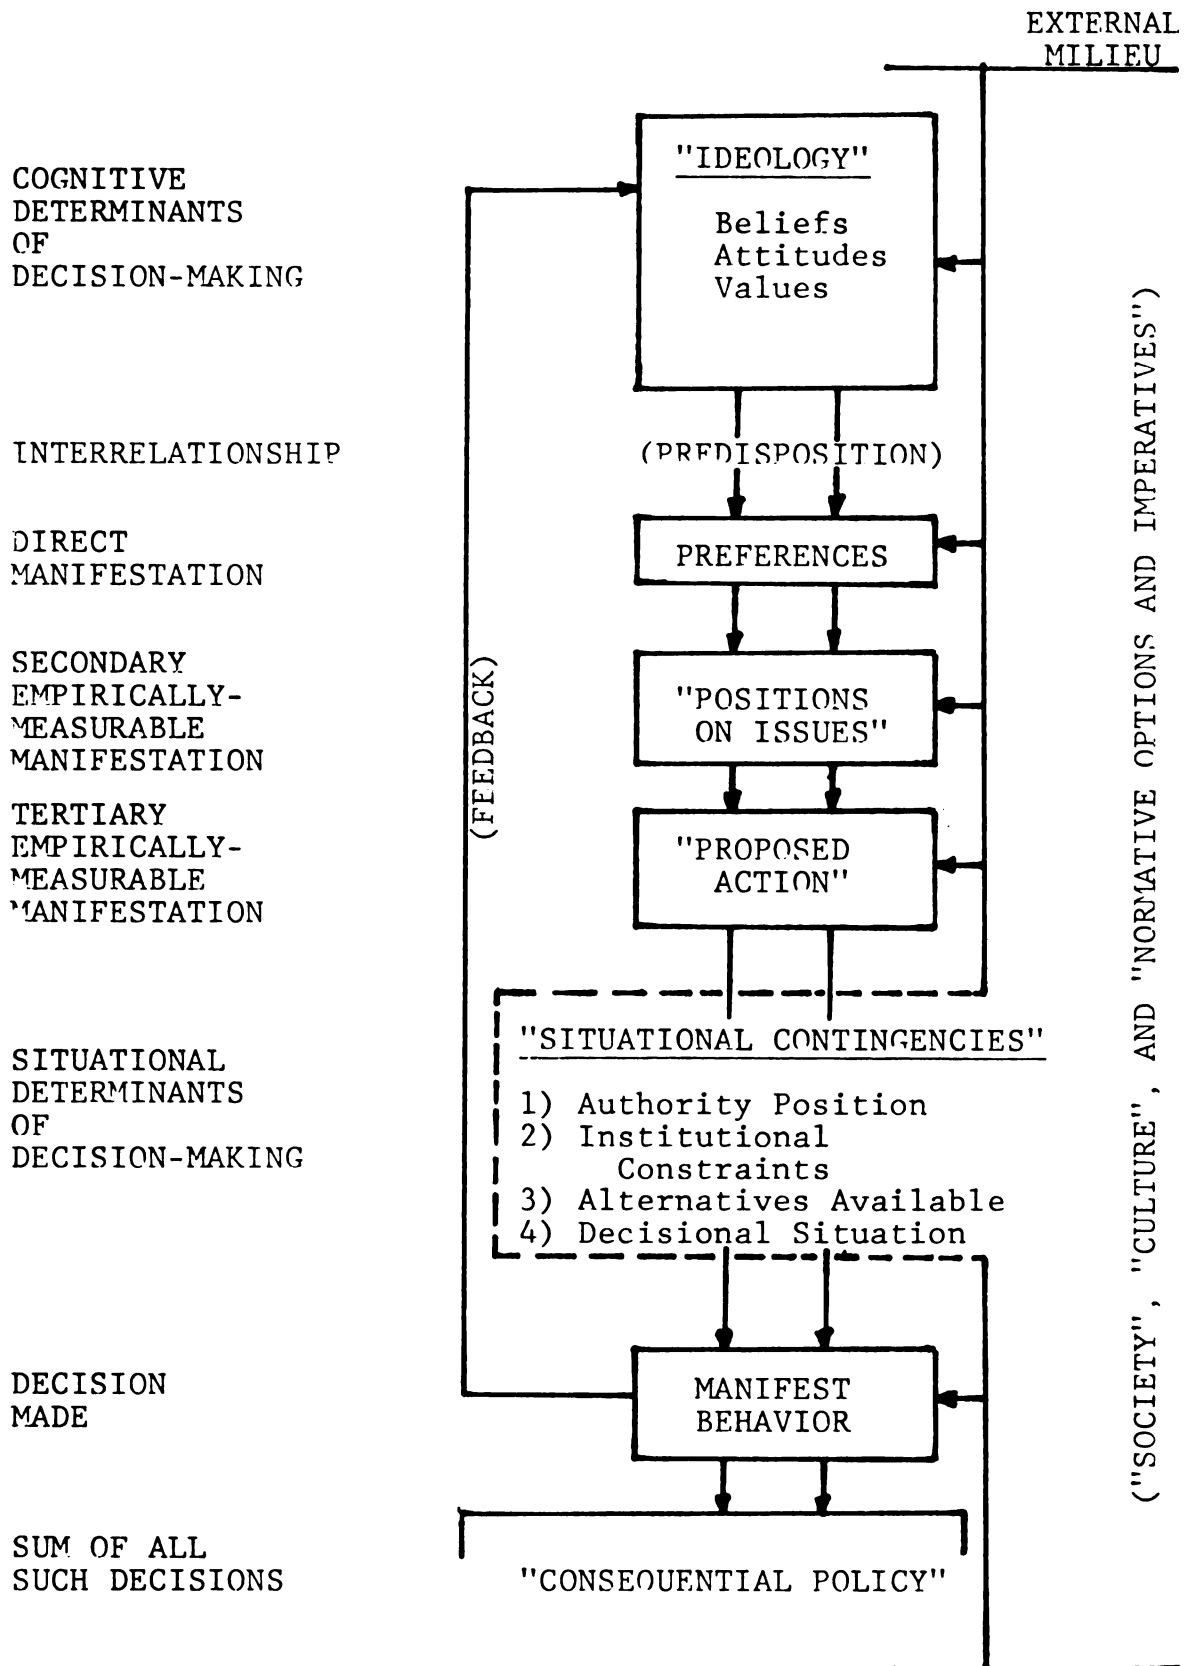 EXTERNAL
MILIEU
COGNITIVE
DETERMINANTS
OF
DECISION-MAKING
"IDEOLOGY"
Beliefs
Attitudes
Values
INTERRELATIONSHIP
(PREDISPOSITION)
DIRECT
MANIFESTATION
PREFERENCES
SECONDARY
EMPIRICALLY-
MEASURABLE
MANIFESTATION
"POSITIONS
ON ISSUES"
TERTIARY
EMPIRICALLY-
MEASURABLE
MANIFESTATION
"PROPOSED
ACTION"
(FEEDBACK)
SITUATIONAL
DETERMINANTS
OF
DECISION-MAKING
"SITUATIONAL CONTINGENCIES"
1) Authority Position
2) Institutional
Constraints
3) Alternatives Available
4) Decisional Situation
DECISION
MADE
MANIFEST
BEHAVIOR
SUM OF ALL
SUCH DECISIONS
"CONSEQUENTIAL POLICY"
("SOCIETY", "CULTURE", AND "NORMATIVE OPTIONS AND IMPERATIVES")